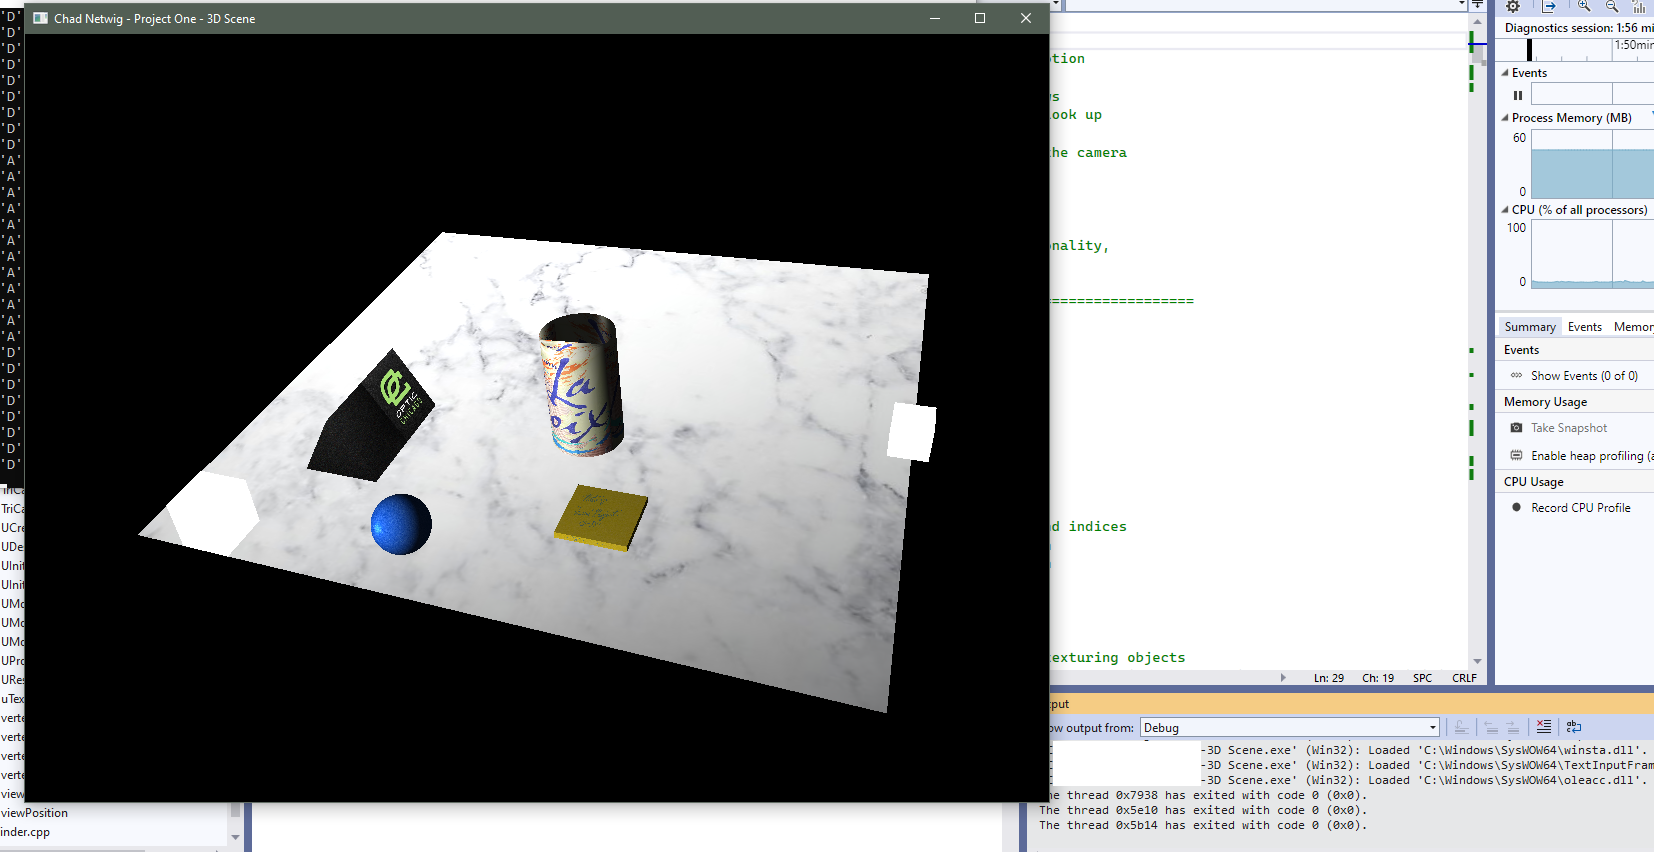 Chad Netwig - Project One - 3D Scene
'D'
'D'
'D'
'D'
'D'
'D'
'D'
'D'
'D'
'A'
'A'
'A'
'A'
'A'
'A'
'A'
'A'
'A'
'A'
'A'
'A'
'D'
'D'
'D'
'D'
'D'
'D'
'D'
'D'
TriCa
UCre
UDe
UInit
UInit
UMo
UMo
UMo
UPro
URes
uTex
verte
verte
verte
verte
view
viewPosition
inder.cpp
OPTIC
CHICAGO
La
oix
tion
ys
ook up
he camera
nality,
==================
d indices
exturing objects
Ln: 29 Ch: 19 SPC CRLF
put
ow output from: Debug
-3D Scene.exe' (Win32): Loaded 'C:\Windows\SysWOW64\winsta.dll'.
-3D Scene.exe' (Win32): Loaded 'C:\Windows\SysWOW64\TextInputFram
-3D Scene.exe' (Win32): Loaded 'C:\Windows\SysWOW64\oleacc.dll'.
he thread 0x7938 has exited with code 0 (0x0).
The thread 0x5e10 has exited with code 0 (0x0).
The thread 0x5b14 has exited with code 0 (0x0).
Diagnostics session: 1:56 mi
1:50min
Events
Process Memory (MB)
60
0
CPU (% of all processors)
100
0
Summary Events Memor
Events
Show Events (0 of 0)
Memory Usage
Take Snapshot
Enable heap profiling (a
CPU Usage
Record CPU Profile